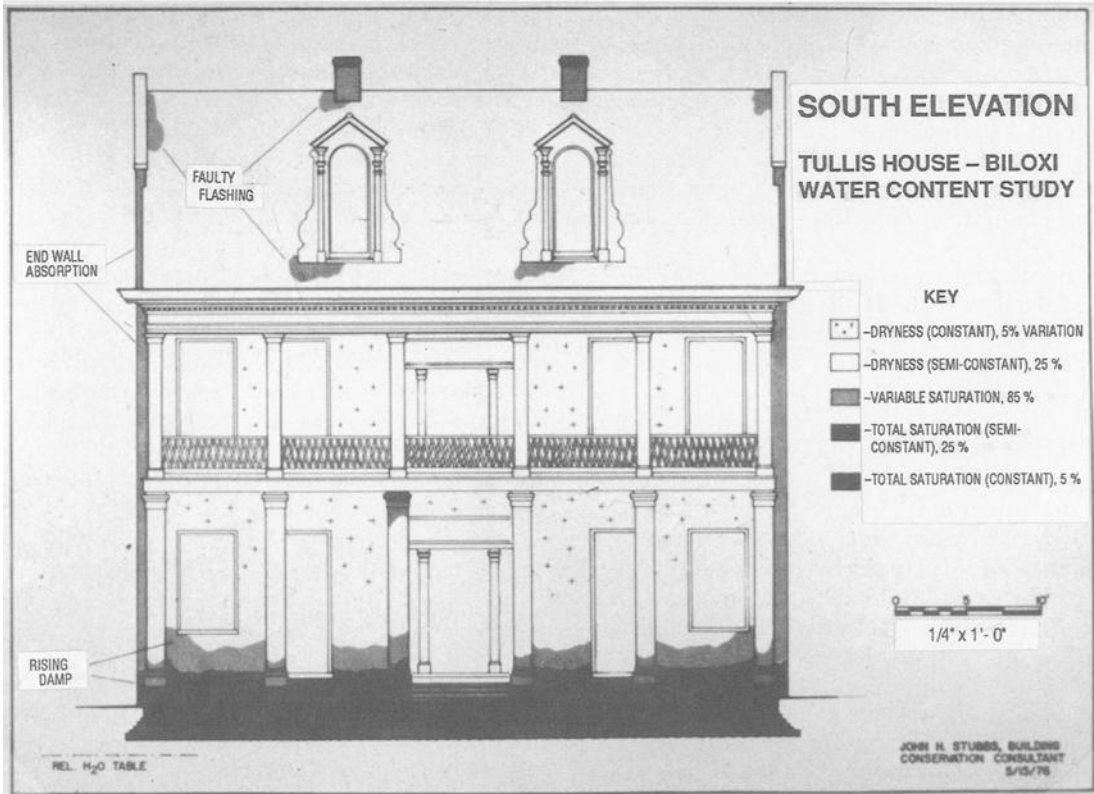 SOUTH ELEVATION
TULLIS HOUSE – BILOXI
WATER CONTENT STUDY
FAULTY
FLASHING
END WALL
ABSORPTION
KEY
–DRYNESS (CONSTANT), 5% VARIATION
–DRYNESS (SEMI-CONSTANT), 25 %
–VARIABLE SATURATION, 85 %
–TOTAL SATURATION (SEMI-
CONSTANT), 25 %
–TOTAL SATURATION (CONSTANT), 5 %
0 5 10'
1/4" x 1'- 0"
RISING
DAMP
REL. H₂O TABLE
JOHN H. STUBBS, BUILDING
CONSERVATION CONSULTANT
5/15/76